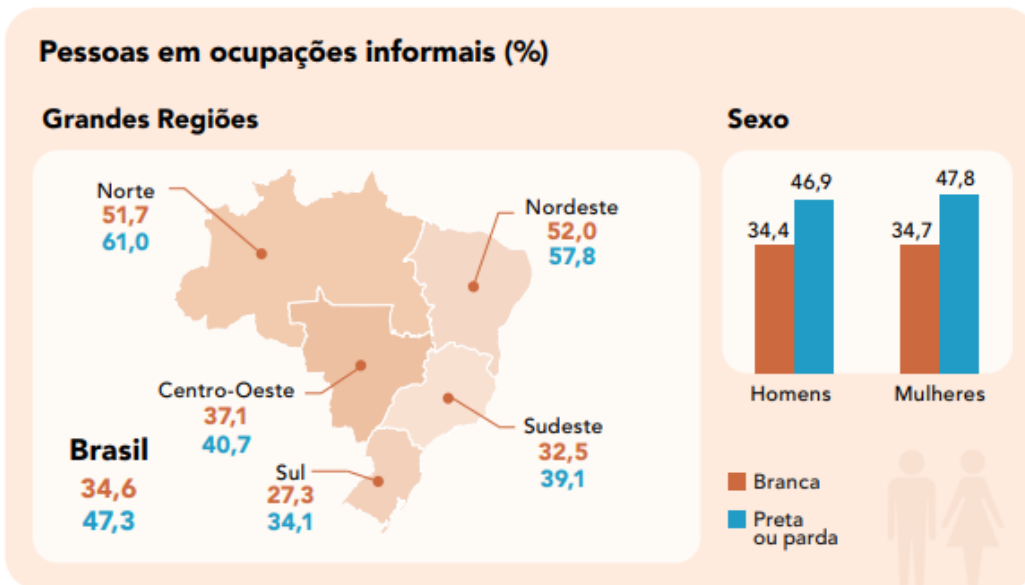 Pessoas em ocupações informais (%)
Grandes Regiões
Norte
51,7
61,0
Nordeste
52,0
57,8
Centro-Oeste
37,1
40,7
Sudeste
32,5
39,1
Sul
27,3
34,1
Brasil
34,6
47,3
Sexo
34,4
46,9
34,7
47,8
Homens
Mulheres
Branca
Preta
ou parda